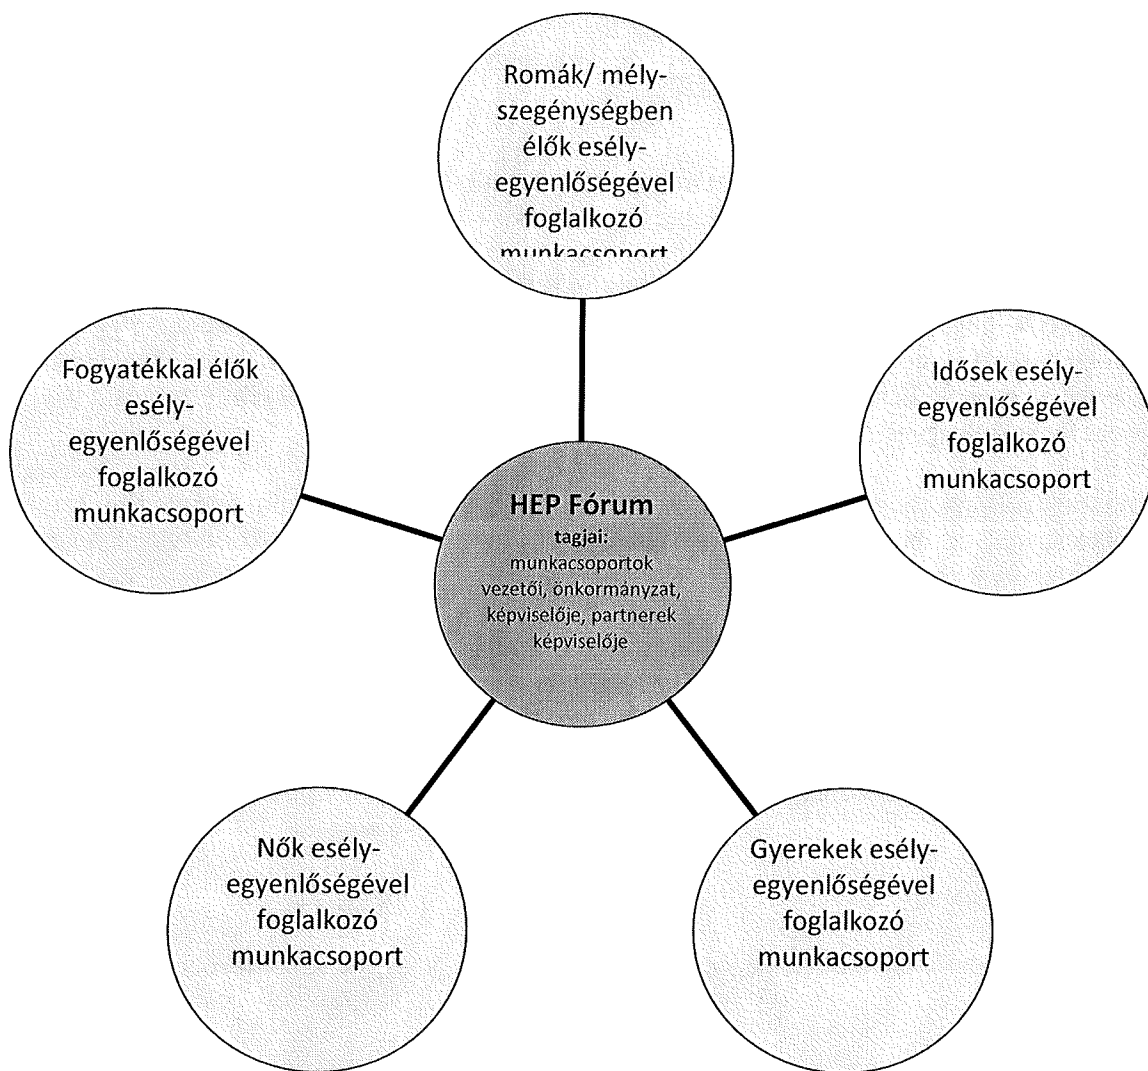 Romák/ mély-
szegénységben
élők esély-
egyenlőségével
foglalkozó
munkacsoport
Fogyatékkal élők
esély-
egyenlőségével
foglalkozó
munkacsoport
Idősek esély-
egyenlőségével
foglalkozó
munkacsoport
HEP Fórum
tagjai:
munkacsoportok
vezetői, önkormányzat,
képviselője, partnerek
képviselője
Nők esély-
egyenlőségével
foglalkozó
munkacsoport
Gyerekek esély-
egyenlőségével
foglalkozó
munkacsoport